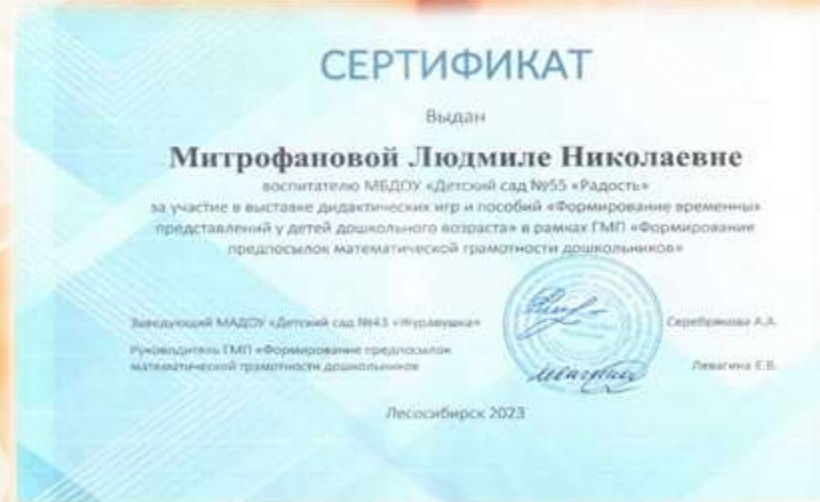 СЕРТИФИКАТ
Выдан
Митрофановой Людмиле Николаевне
воспитателю МБДОУ «Детский сад №55 «Радость»
за участие в выставке дидактических игр и пособий «Формирование временных
представлений у детей дошкольного возраста» в рамках ГМП «Формирование
предпосылок математической грамотности дошкольников»
Заведующий МАДОУ «Детский сад №43 «Журавушка» Серебрякова А.А.
Руководитель ГМП «Формирование предпосылок
математической грамотности дошкольников Левагина Е.В.
Лесосибирск 2023